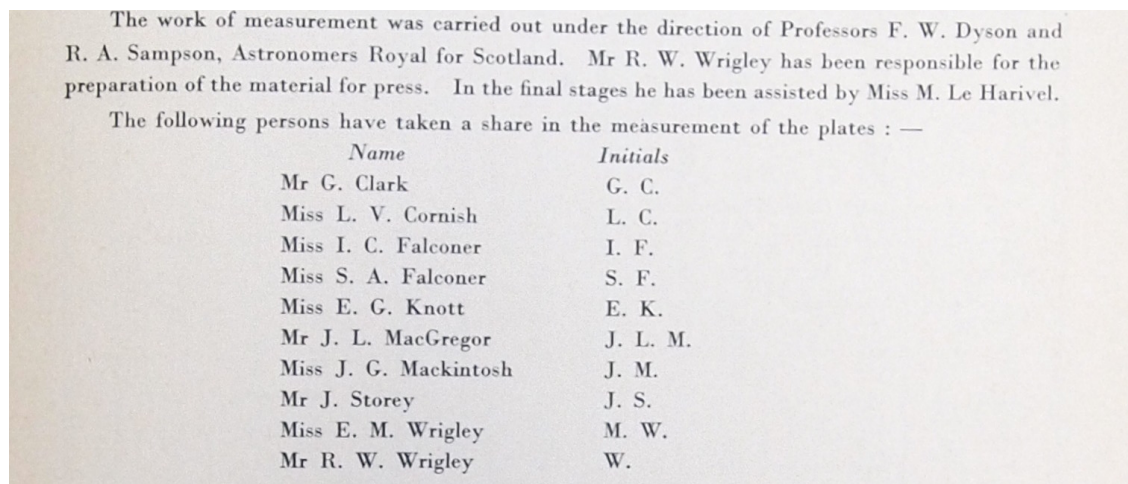 The work of measurement was carried out under the direction of Professors F. W. Dyson and
R. A. Sampson, Astronomers Royal for Scotland. Mr R. W. Wrigley has been responsible for the
preparation of the material for press. In the final stages he has been assisted by Miss M. Le Harivel.
The following persons have taken a share in the measurement of the plates : —
Name Initials
Mr G. Clark G. C.
Miss L. V. Cornish L. C.
Miss I. C. Falconer I. F.
Miss S. A. Falconer S. F.
Miss E. G. Knott E. K.
Mr J. L. MacGregor J. L. M.
Miss J. G. Mackintosh J. M.
Mr J. Storey J. S.
Miss E. M. Wrigley M. W.
Mr R. W. Wrigley W.